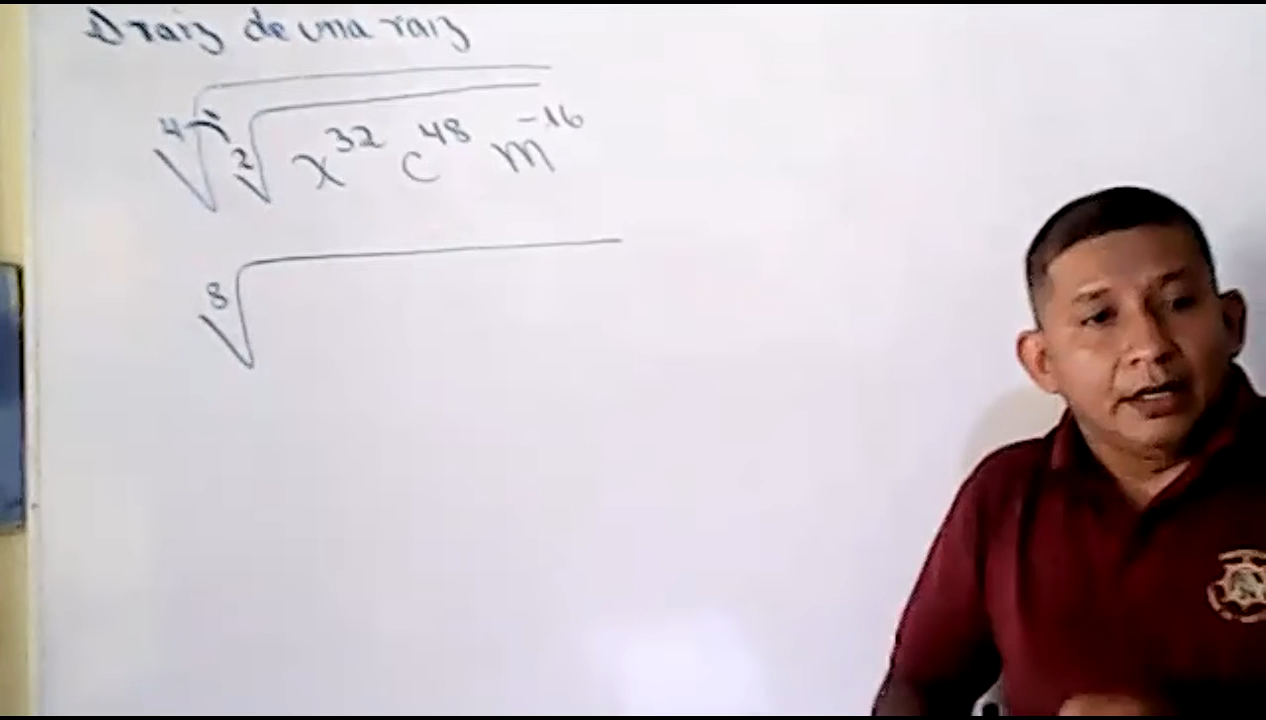 raiz de una raiz
⁴√²√x³² c⁴⁸ m⁻¹⁶
⁸√